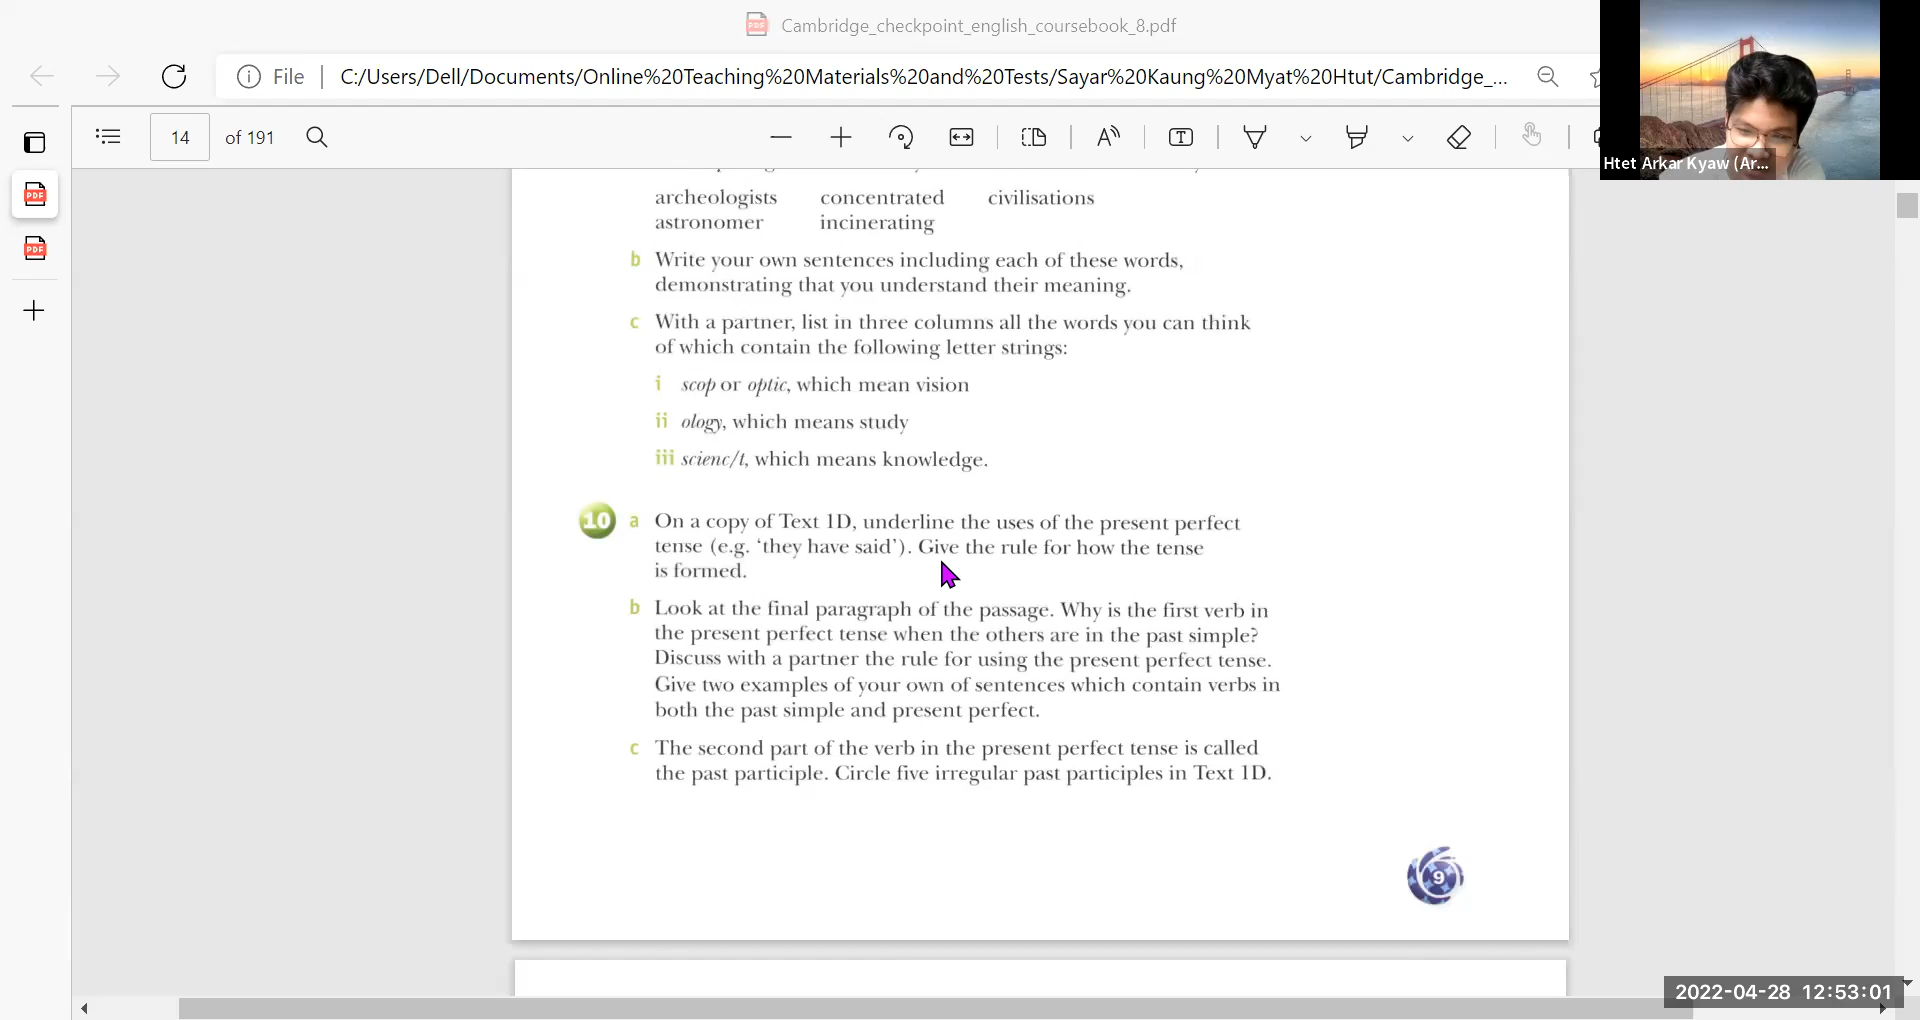 Cambridge_checkpoint_english_coursebook_8.pdf
File
C:/Users/Dell/Documents/Online%20Teaching%20Materials%20and%20Tests/Sayar%20Kaung%20Myat%20Htut/Cambridge_...
14 of 191
Htet Arkar Kyaw (Ar...
archeologists concentrated civilisations
astronomer incinerating
b Write your own sentences including each of these words,
demonstrating that you understand their meaning.
c With a partner, list in three columns all the words you can think
of which contain the following letter strings:
i scop or optic, which mean vision
ii ology, which means study
iii scienc/t, which means knowledge.
10 a On a copy of Text 1D, underline the uses of the present perfect
tense (e.g. ‘they have said’). Give the rule for how the tense
is formed.
b Look at the final paragraph of the passage. Why is the first verb in
the present perfect tense when the others are in the past simple?
Discuss with a partner the rule for using the present perfect tense.
Give two examples of your own of sentences which contain verbs in
both the past simple and present perfect.
c The second part of the verb in the present perfect tense is called
the past participle. Circle five irregular past participles in Text 1D.
9
2022-04-28 12:53:01